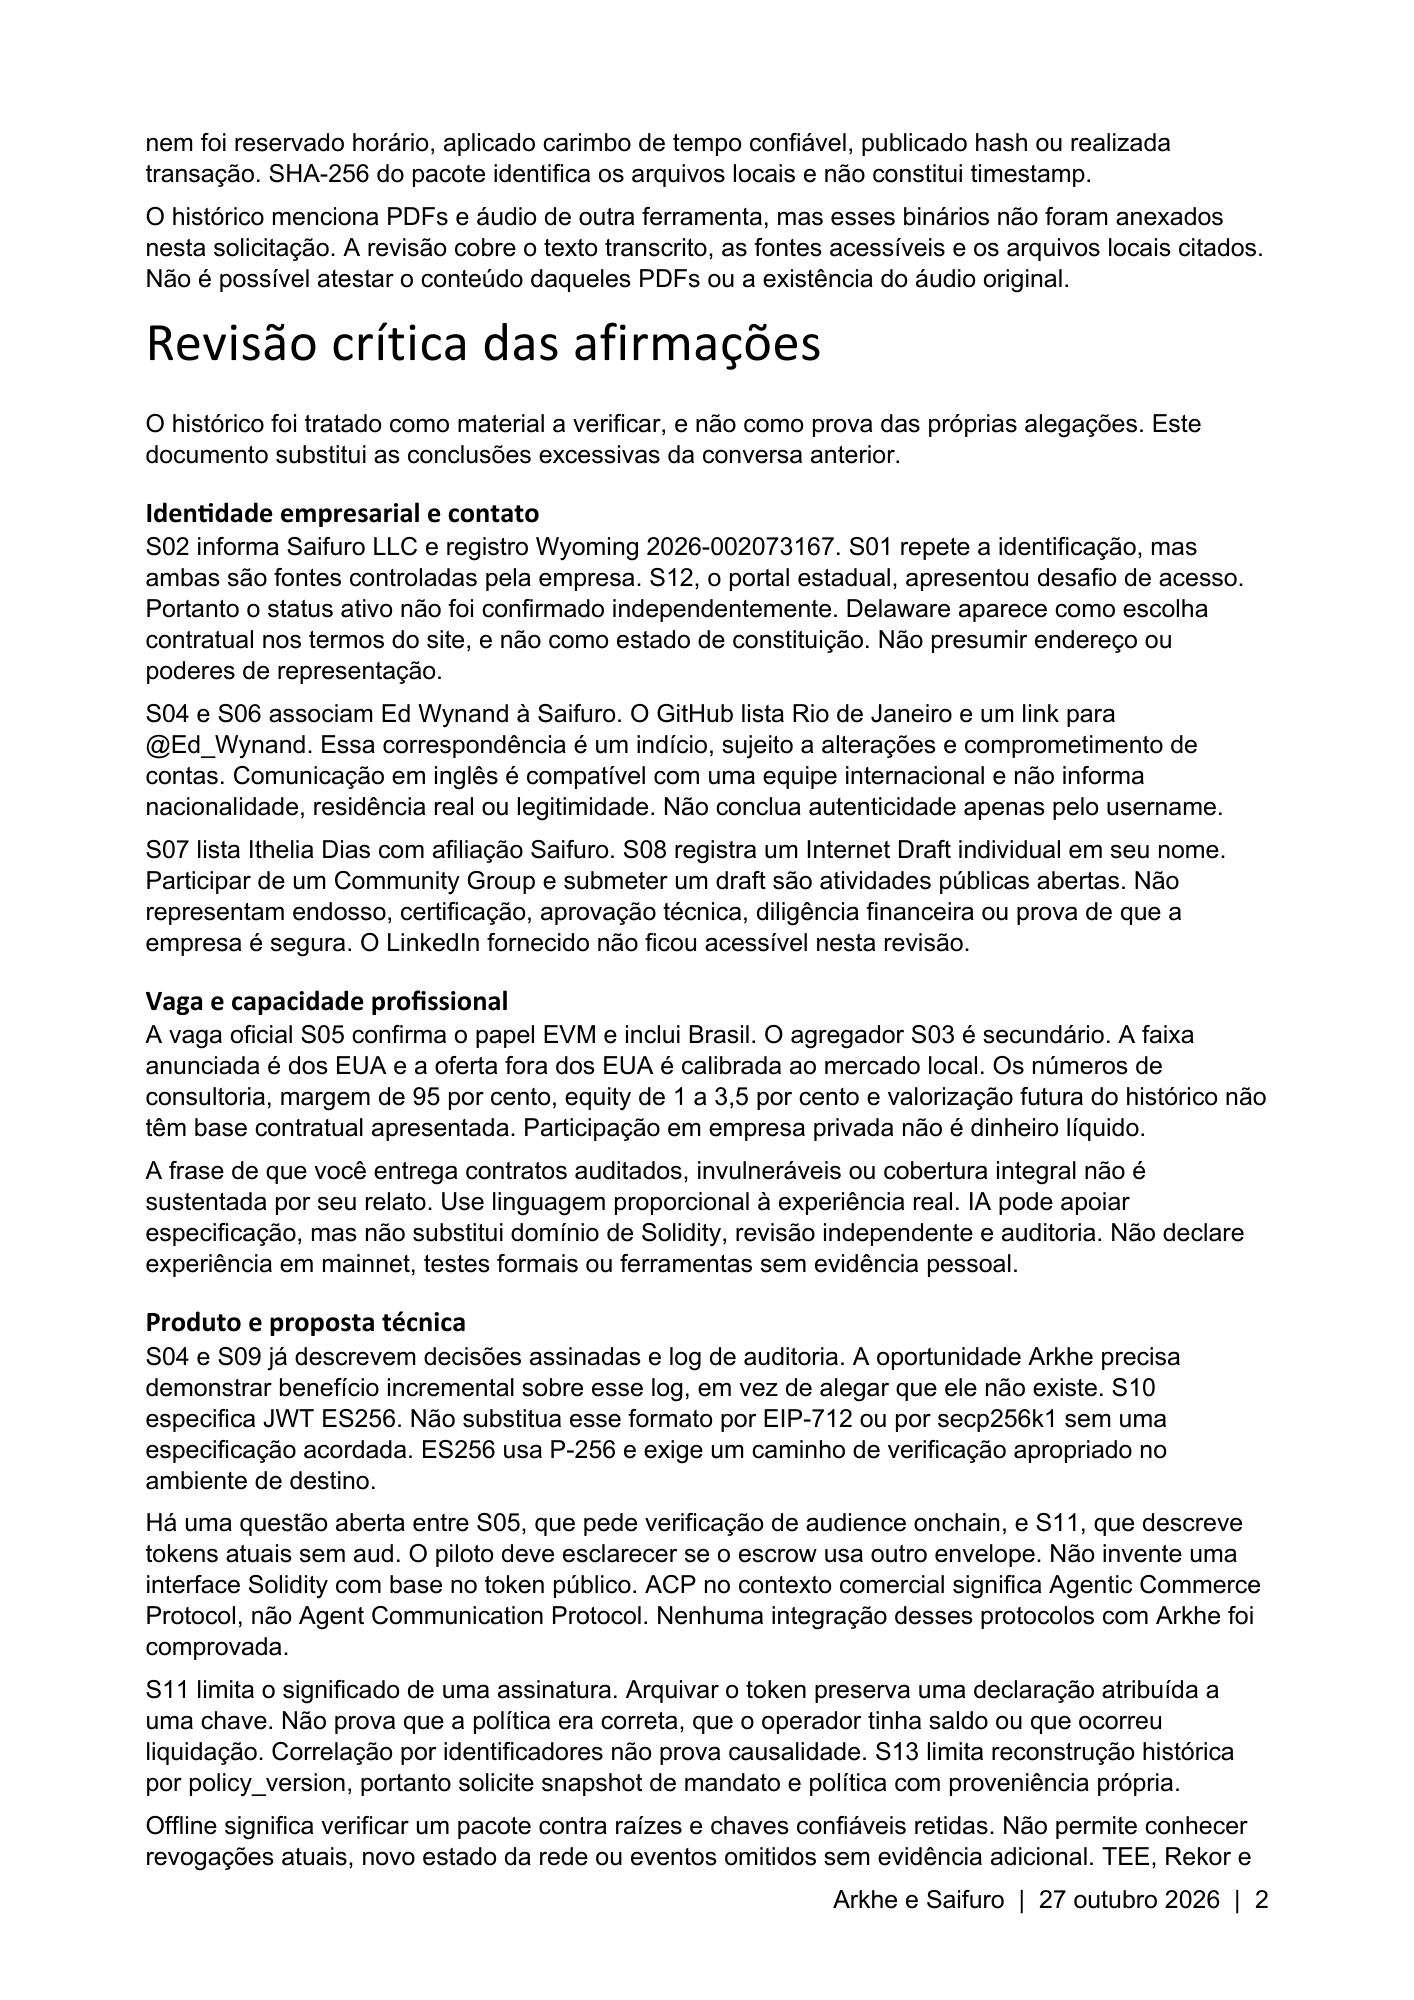 nem foi reservado horário, aplicado carimbo de tempo confiável, publicado hash ou realizada
transação. SHA-256 do pacote identifica os arquivos locais e não constitui timestamp.
O histórico menciona PDFs e áudio de outra ferramenta, mas esses binários não foram anexados
nesta solicitação. A revisão cobre o texto transcrito, as fontes acessíveis e os arquivos locais citados.
Não é possível atestar o conteúdo daqueles PDFs ou a existência do áudio original.
Revisão crítica das afirmações
O histórico foi tratado como material a verificar, e não como prova das próprias alegações. Este
documento substitui as conclusões excessivas da conversa anterior.
Identidade empresarial e contato
S02 informa Saifuro LLC e registro Wyoming 2026-002073167. S01 repete a identificação, mas
ambas são fontes controladas pela empresa. S12, o portal estadual, apresentou desafio de acesso.
Portanto o status ativo não foi confirmado independentemente. Delaware aparece como escolha
contratual nos termos do site, e não como estado de constituição. Não presumir endereço ou
poderes de representação.
S04 e S06 associam Ed Wynand à Saifuro. O GitHub lista Rio de Janeiro e um link para
@Ed_Wynand. Essa correspondência é um indício, sujeito a alterações e comprometimento de
contas. Comunicação em inglês é compatível com uma equipe internacional e não informa
nacionalidade, residência real ou legitimidade. Não conclua autenticidade apenas pelo username.
S07 lista Ithelia Dias com afiliação Saifuro. S08 registra um Internet Draft individual em seu nome.
Participar de um Community Group e submeter um draft são atividades públicas abertas. Não
representam endosso, certificação, aprovação técnica, diligência financeira ou prova de que a
empresa é segura. O LinkedIn fornecido não ficou acessível nesta revisão.
Vaga e capacidade profissional
A vaga oficial S05 confirma o papel EVM e inclui Brasil. O agregador S03 é secundário. A faixa
anunciada é dos EUA e a oferta fora dos EUA é calibrada ao mercado local. Os números de
consultoria, margem de 95 por cento, equity de 1 a 3,5 por cento e valorização futura do histórico não
têm base contratual apresentada. Participação em empresa privada não é dinheiro líquido.
A frase de que você entrega contratos auditados, invulneráveis ou cobertura integral não é
sustentada por seu relato. Use linguagem proporcional à experiência real. IA pode apoiar
especificação, mas não substitui domínio de Solidity, revisão independente e auditoria. Não declare
experiência em mainnet, testes formais ou ferramentas sem evidência pessoal.
Produto e proposta técnica
S04 e S09 já descrevem decisões assinadas e log de auditoria. A oportunidade Arkhe precisa
demonstrar benefício incremental sobre esse log, em vez de alegar que ele não existe. S10
especifica JWT ES256. Não substitua esse formato por EIP-712 ou por secp256k1 sem uma
especificação acordada. ES256 usa P-256 e exige um caminho de verificação apropriado no
ambiente de destino.
Há uma questão aberta entre S05, que pede verificação de audience onchain, e S11, que descreve
tokens atuais sem aud. O piloto deve esclarecer se o escrow usa outro envelope. Não invente uma
interface Solidity com base no token público. ACP no contexto comercial significa Agentic Commerce
Protocol, não Agent Communication Protocol. Nenhuma integração desses protocolos com Arkhe foi
comprovada.
S11 limita o significado de uma assinatura. Arquivar o token preserva uma declaração atribuída a
uma chave. Não prova que a política era correta, que o operador tinha saldo ou que ocorreu
liquidação. Correlação por identificadores não prova causalidade. S13 limita reconstrução histórica
por policy_version, portanto solicite snapshot de mandato e política com proveniência própria.
Offline significa verificar um pacote contra raízes e chaves confiáveis retidas. Não permite conhecer
revogações atuais, novo estado da rede ou eventos omitidos sem evidência adicional. TEE, Rekor e
Arkhe e Saifuro | 27 outubro 2026 | 2